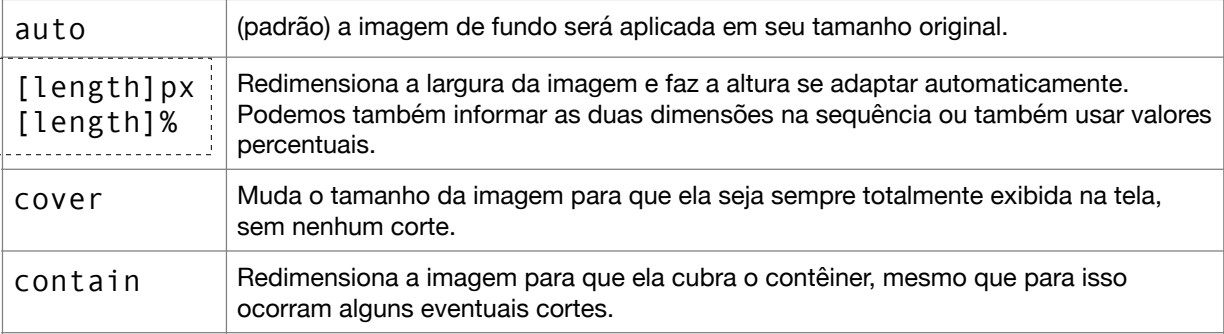 auto
(padrão) a imagem de fundo será aplicada em seu tamanho original.
[length]px
[length]%
Redimensiona a largura da imagem e faz a altura se adaptar automaticamente.
Podemos também informar as duas dimensões na sequência ou também usar valores
percentuais.
cover
Muda o tamanho da imagem para que ela seja sempre totalmente exibida na tela,
sem nenhum corte.
contain
Redimensiona a imagem para que ela cubra o contêiner, mesmo que para isso
ocorram alguns eventuais cortes.